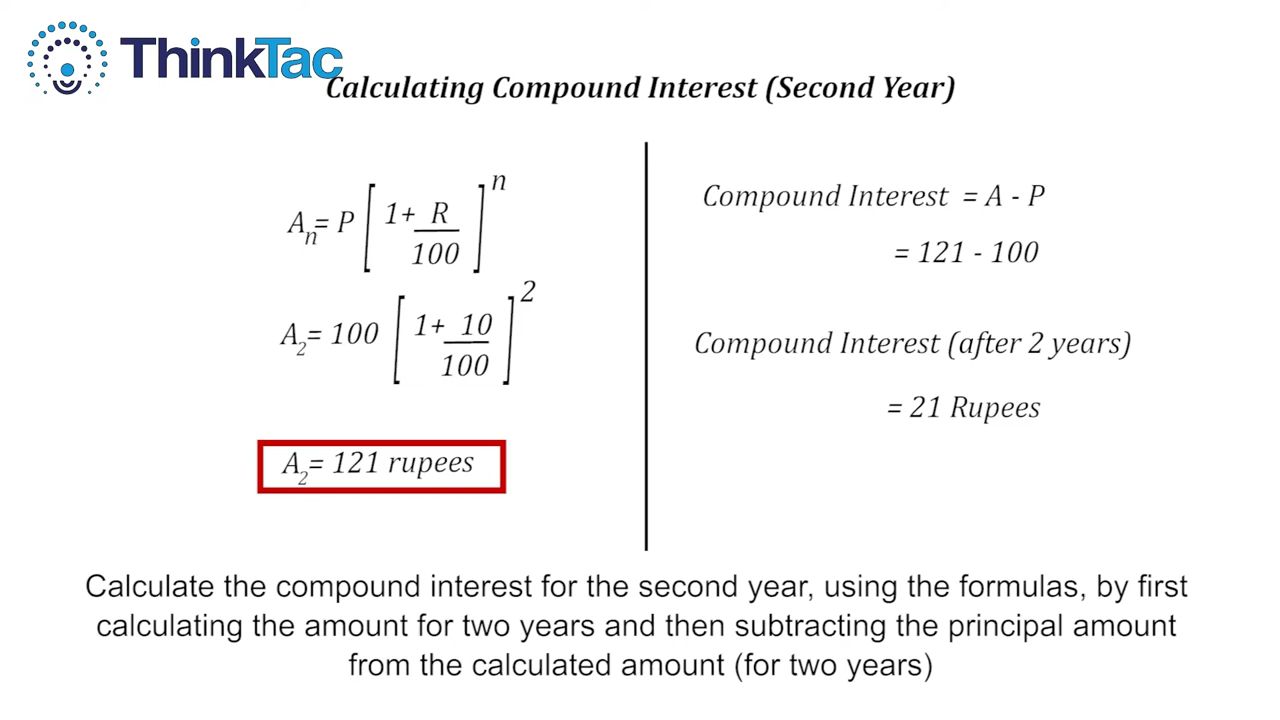 ThinkTac
Calculating Compound Interest (Second Year)
Aₙ= P [ 1+ R/100 ]ⁿ
A₂= 100 [ 1+ 10/100 ]²
A₂= 121 rupees
Compound Interest = A - P
= 121 - 100
Compound Interest (after 2 years)
= 21 Rupees
Calculate the compound interest for the second year, using the formulas, by first
calculating the amount for two years and then subtracting the principal amount
from the calculated amount (for two years)